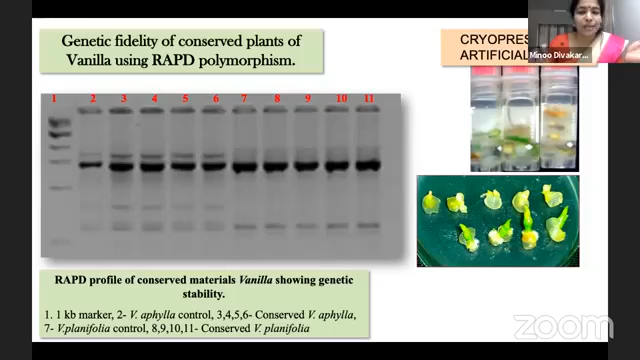 Genetic fidelity of conserved plants of
Vanilla using RAPD polymorphism.
CRYOPRES
ARTIFICIAL
Minoo Divakar...
1 2 3 4 5 6 7 8 9 10 11
RAPD profile of conserved materials Vanilla showing genetic
stability.
1. 1 kb marker, 2- V. aphylla control, 3,4,5,6- Conserved V. aphylla,
7- V.planifolia control, 8,9,10,11- Conserved V. planifolia
zoom